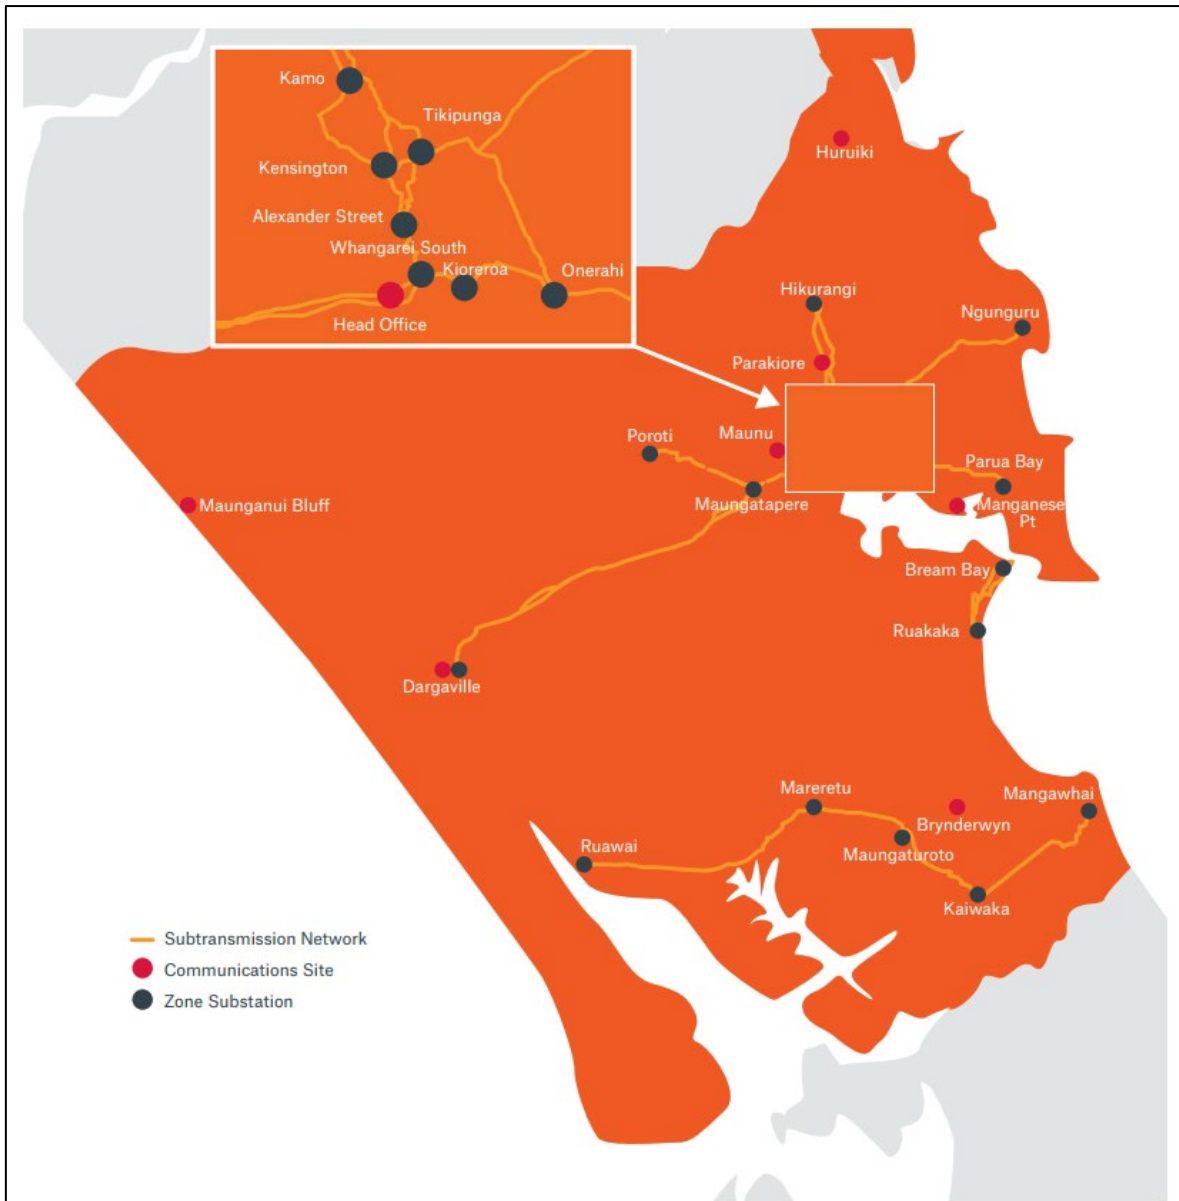 Kamo
Tikipunga
Kensington
Alexander Street
Whangarei South
Kioreroa
Onerahi
Head Office
Huruiki
Hikurangi
Ngunguru
Parakiore
Poroti
Maunu
Parua Bay
Maungatapere
Manganese
Pt
Maunganui Bluff
Bream Bay
Ruakaka
Dargaville
Mareretu
Mangawhai
Brynderwyn
Ruawai
Maungaturoto
Kaiwaka
Subtransmission Network
Communications Site
Zone Substation